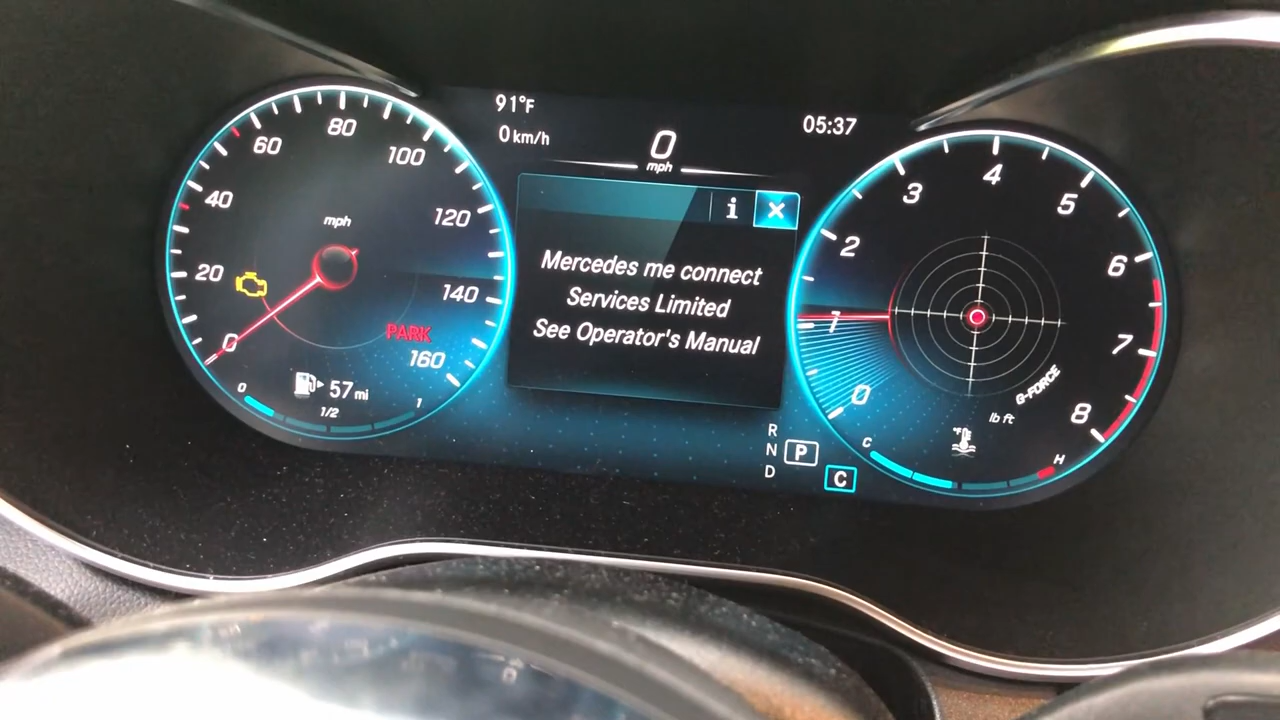 91°F
0 km/h
0
mph
05:37
i
Mercedes me connect
Services Limited
See Operator's Manual
0
20
40
60
80
100
120
140
160
mph
PARK
57 mi
0
1/2
1
R
N
D
P
C
0
1
2
3
4
5
6
7
8
G-FORCE
lb ft
°F
C
H